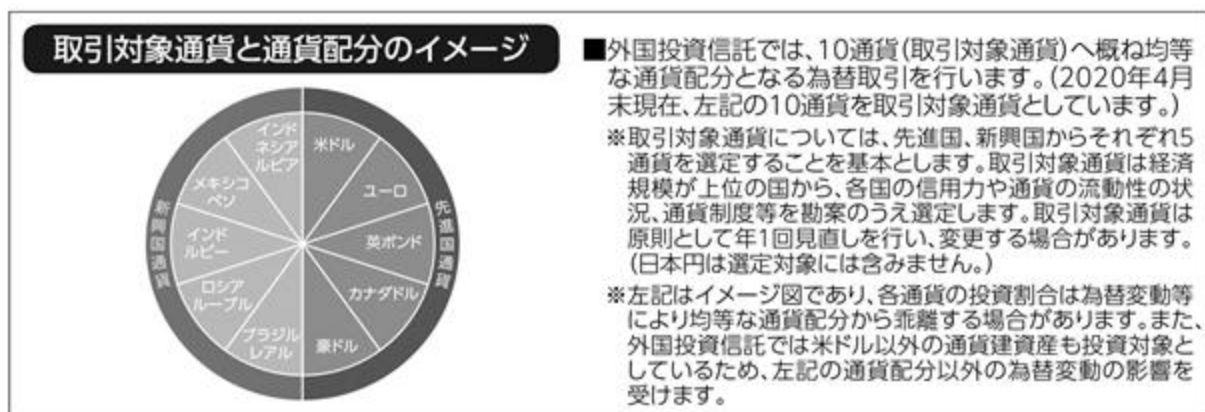 取引対象通貨と通貨配分のイメージ
インド
ネシア
ルピア
米ドル
メキシコ
ペソ
ユーロ
新興国通貨
先進国通貨
インド
ルピー
英ポンド
ロシア
ルーブル
カナダドル
ブラジル
レアル
豪ドル
■外国投資信託では、10通貨(取引対象通貨)へ概ね均等
な通貨配分となる為替取引を行います。(2020年4月
末現在、左記の10通貨を取引対象通貨としています。)
※取引対象通貨については、先進国、新興国からそれぞれ5
通貨を選定することを基本とします。取引対象通貨は経済
規模が上位の国から、各国の信用力や通貨の流動性の状
況、通貨制度等を勘案のうえ選定します。取引対象通貨は
原則として年1回見直しを行い、変更する場合があります。
(日本円は選定対象には含みません。)
※左記はイメージ図であり、各通貨の投資割合は為替変動等
により均等な通貨配分から乖離する場合があります。また、
外国投資信託では米ドル以外の通貨建資産も投資対象と
しているため、左記の通貨配分以外の為替変動の影響を
受けます。